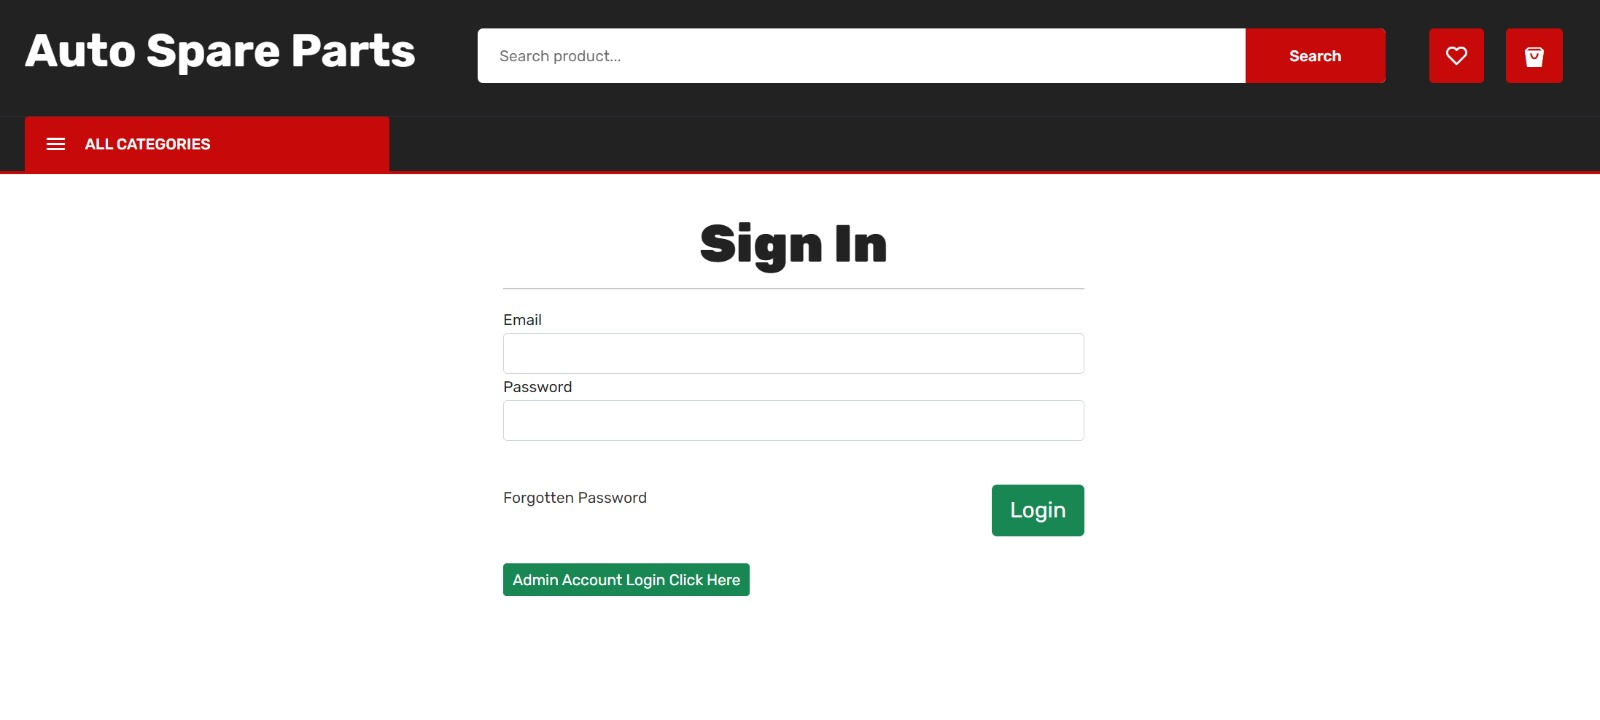 Auto Spare Parts
Search product...
Search
ALL CATEGORIES
Sign In
Email
Password
Forgotten Password
Login
Admin Account Login Click Here